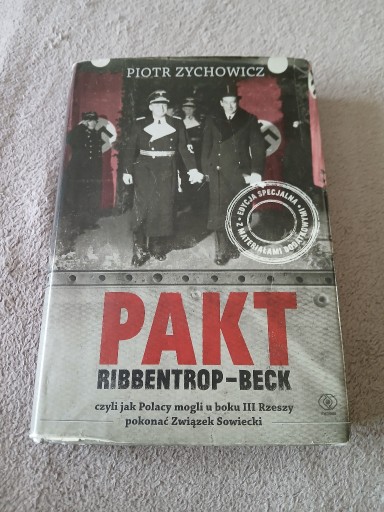 PIOTR ZYCHOWICZ
• EDYCJA SPECJALNA •
Z MATERIAŁAMI DODATKOWYMI
PAKT
RIBBENTROP–BECK
czyli jak Polacy mogli u boku III Rzeszy
pokonać Związek Sowiecki